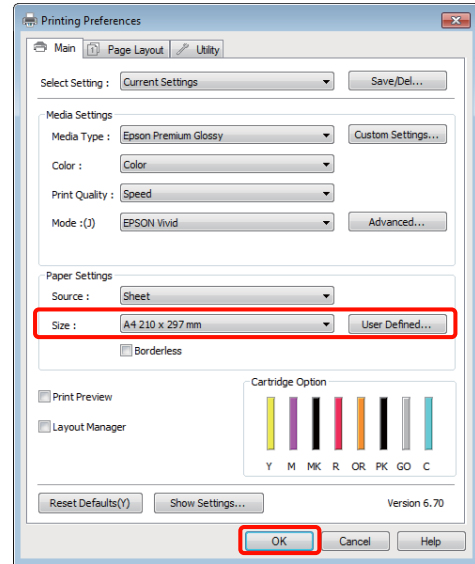 Printing Preferences
Main Page Layout Utility
Select Setting : Current Settings Save/Del...
Media Settings
Media Type : Epson Premium Glossy Custom Settings...
Color : Color
Print Quality : Speed
Mode :(J) EPSON Vivid Advanced...
Paper Settings
Source : Sheet
Size : A4 210 x 297 mm User Defined...
Borderless
Print Preview
Layout Manager
Cartridge Option
Y M MK R OR PK GO C
Reset Defaults(Y) Show Settings... Version 6.70
OK Cancel Help